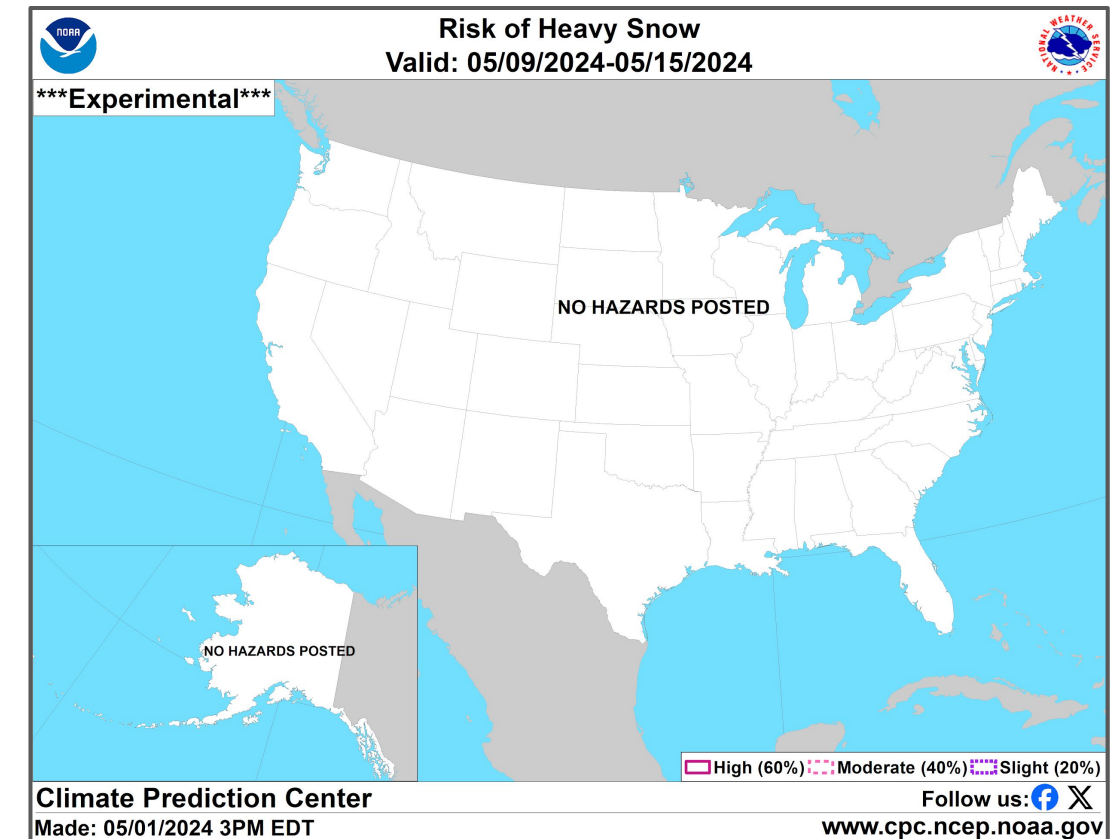 NOAA
Risk of Heavy Snow
Valid: 05/09/2024-05/15/2024
NATIONAL WEATHER SERVICE
***Experimental***
NO HAZARDS POSTED
NO HAZARDS POSTED
High (60%) Moderate (40%) Slight (20%)
Climate Prediction Center
Follow us:
Made: 05/01/2024 3PM EDT
www.cpc.ncep.noaa.gov